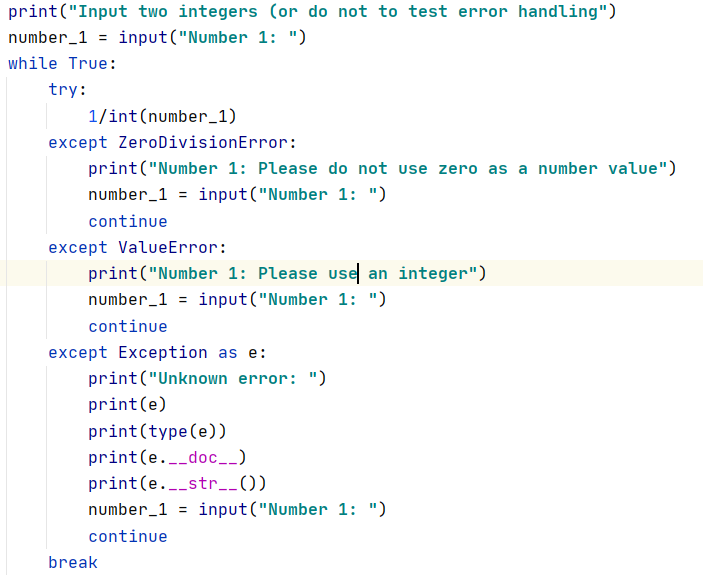 print("Input two integers (or do not to test error handling")
number_1 = input("Number 1: ")
while True:
    try:
        1/int(number_1)
    except ZeroDivisionError:
        print("Number 1: Please do not use zero as a number value")
        number_1 = input("Number 1: ")
        continue
    except ValueError:
        print("Number 1: Please use an integer")
        number_1 = input("Number 1: ")
        continue
    except Exception as e:
        print("Unknown error: ")
        print(e)
        print(type(e))
        print(e.__doc__)
        print(e.__str__())
        number_1 = input("Number 1: ")
        continue
    break